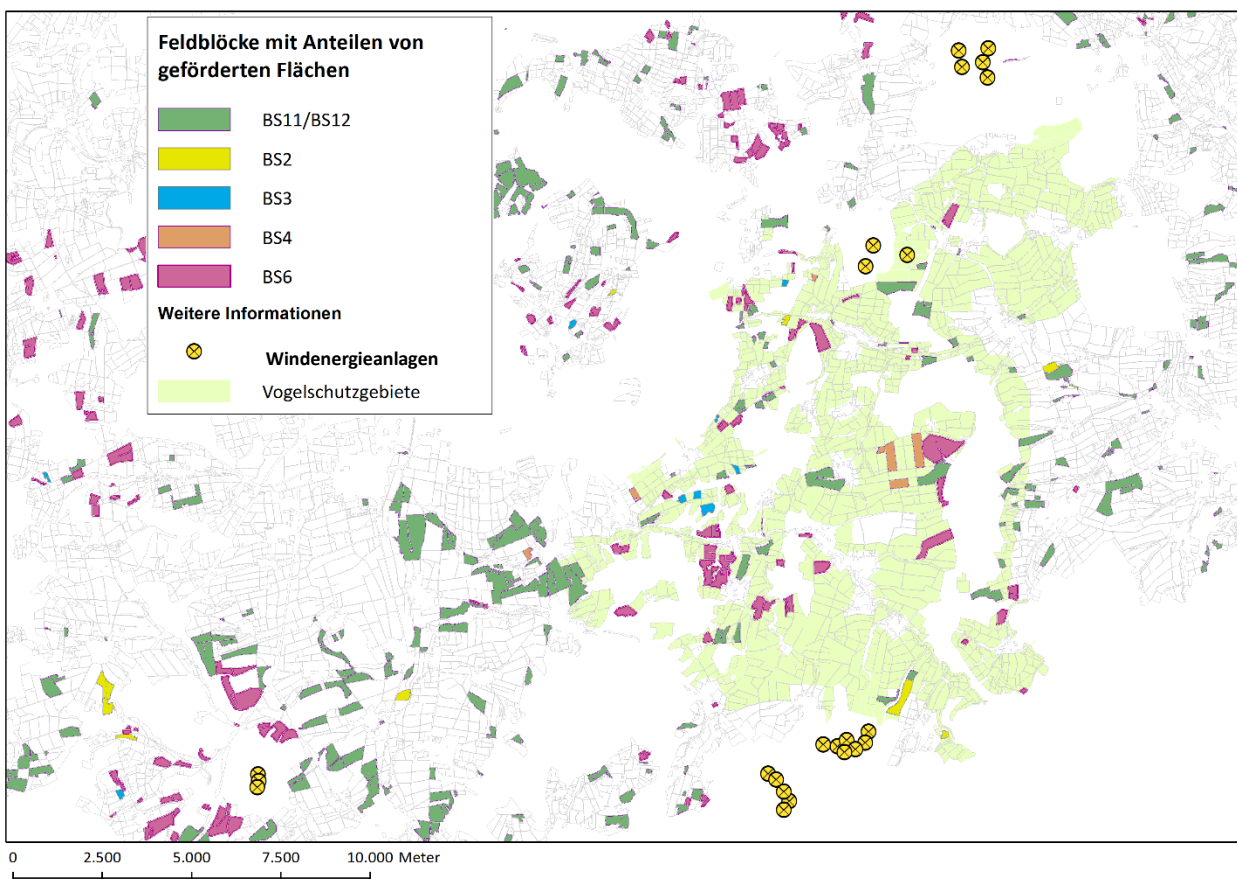 Feldblöcke mit Anteilen von
geförderten Flächen
BS11/BS12
BS2
BS3
BS4
BS6
Weitere Informationen
Windenergieanlagen
Vogelschutzgebiete
0 2.500 5.000 7.500 10.000 Meter